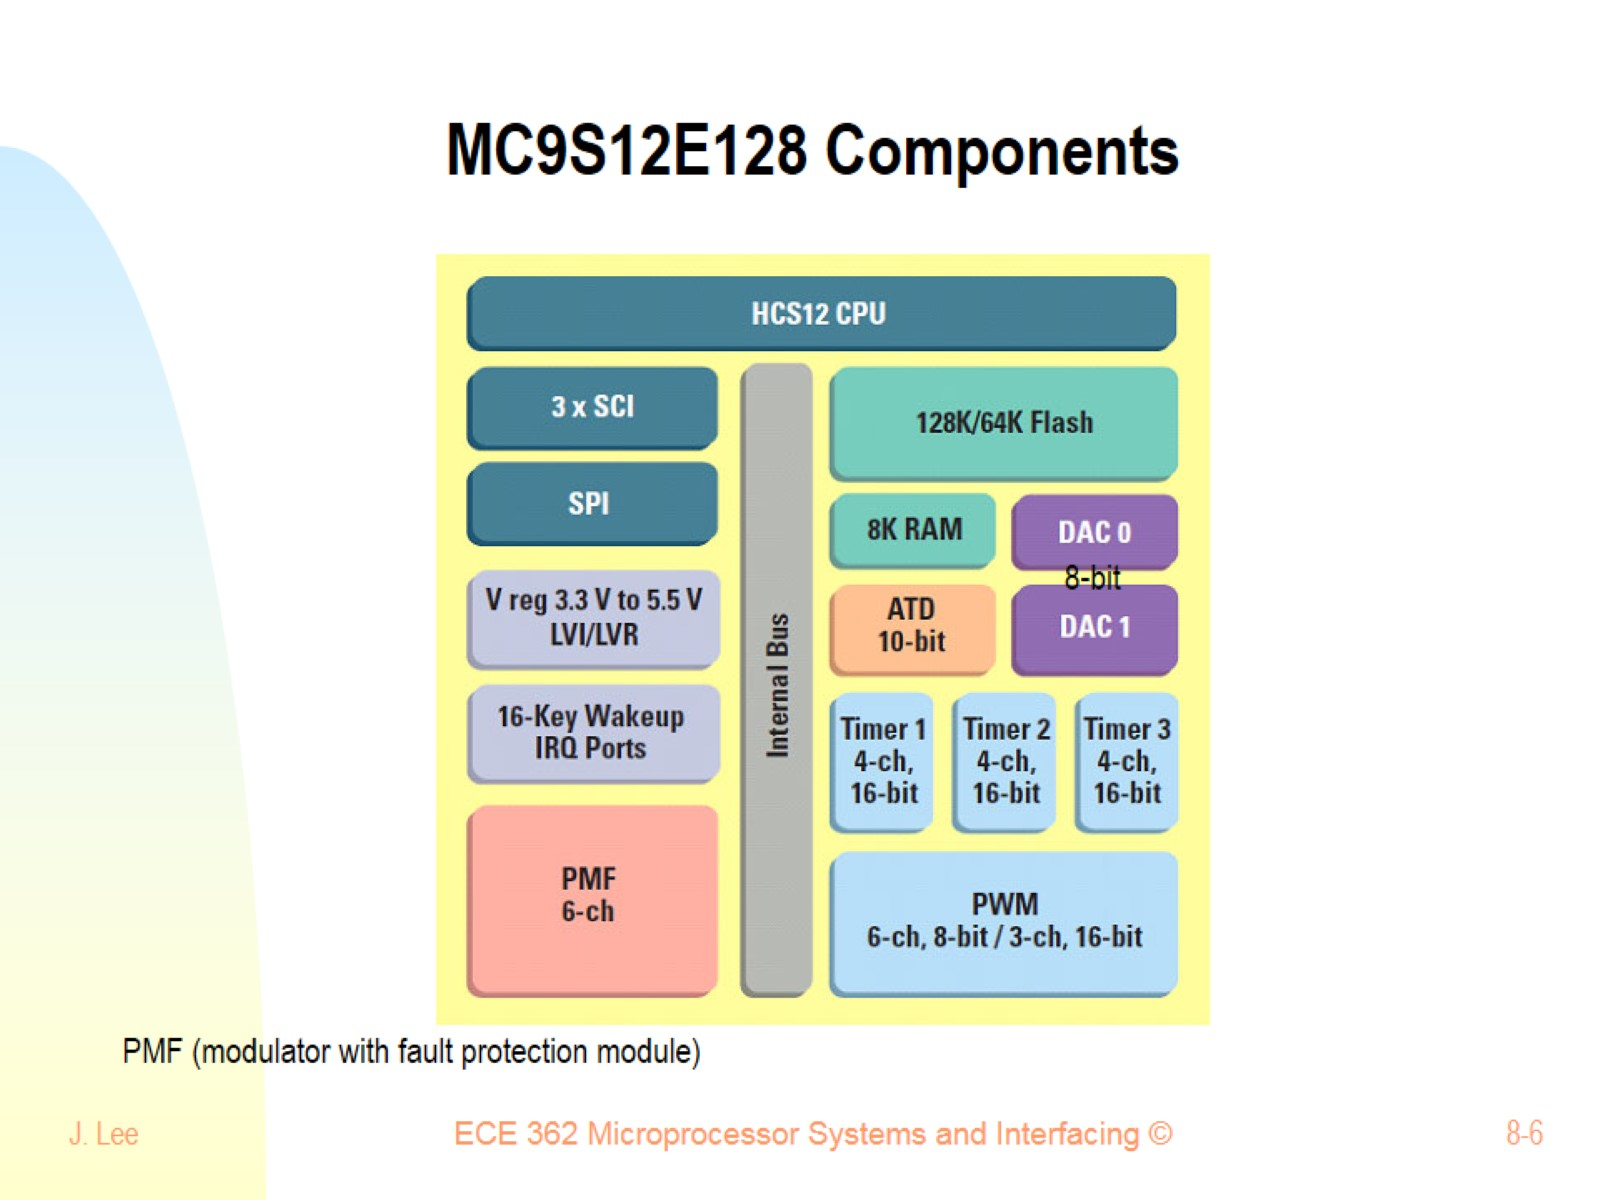 MC9S12E128 Components
HCS12 CPU
3 x SCI
SPI
V reg 3.3 V to 5.5 V
LVI/LVR
16-Key Wakeup
IRQ Ports
PMF
6-ch
Internal Bus
128K/64K Flash
8K RAM
DAC 0
8-bit
ATD
10-bit
DAC 1
Timer 1
4-ch,
16-bit
Timer 2
4-ch,
16-bit
Timer 3
4-ch,
16-bit
PWM
6-ch, 8-bit / 3-ch, 16-bit
PMF (modulator with fault protection module)
J. Lee
ECE 362 Microprocessor Systems and Interfacing ©
8-6